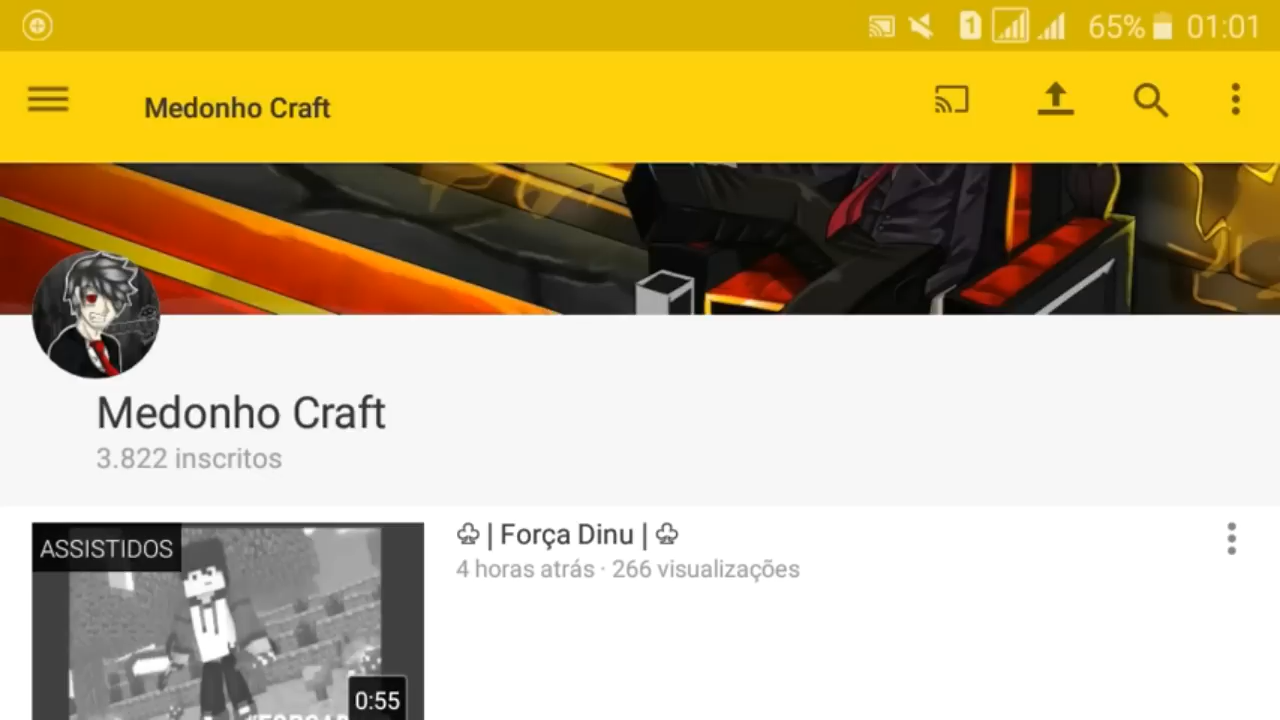 1 65% 01:01
Medonho Craft
Medonho Craft
3.822 inscritos
ASSISTIDOS
♧ | Força Dinu | ♧
4 horas atrás · 266 visualizações
0:55